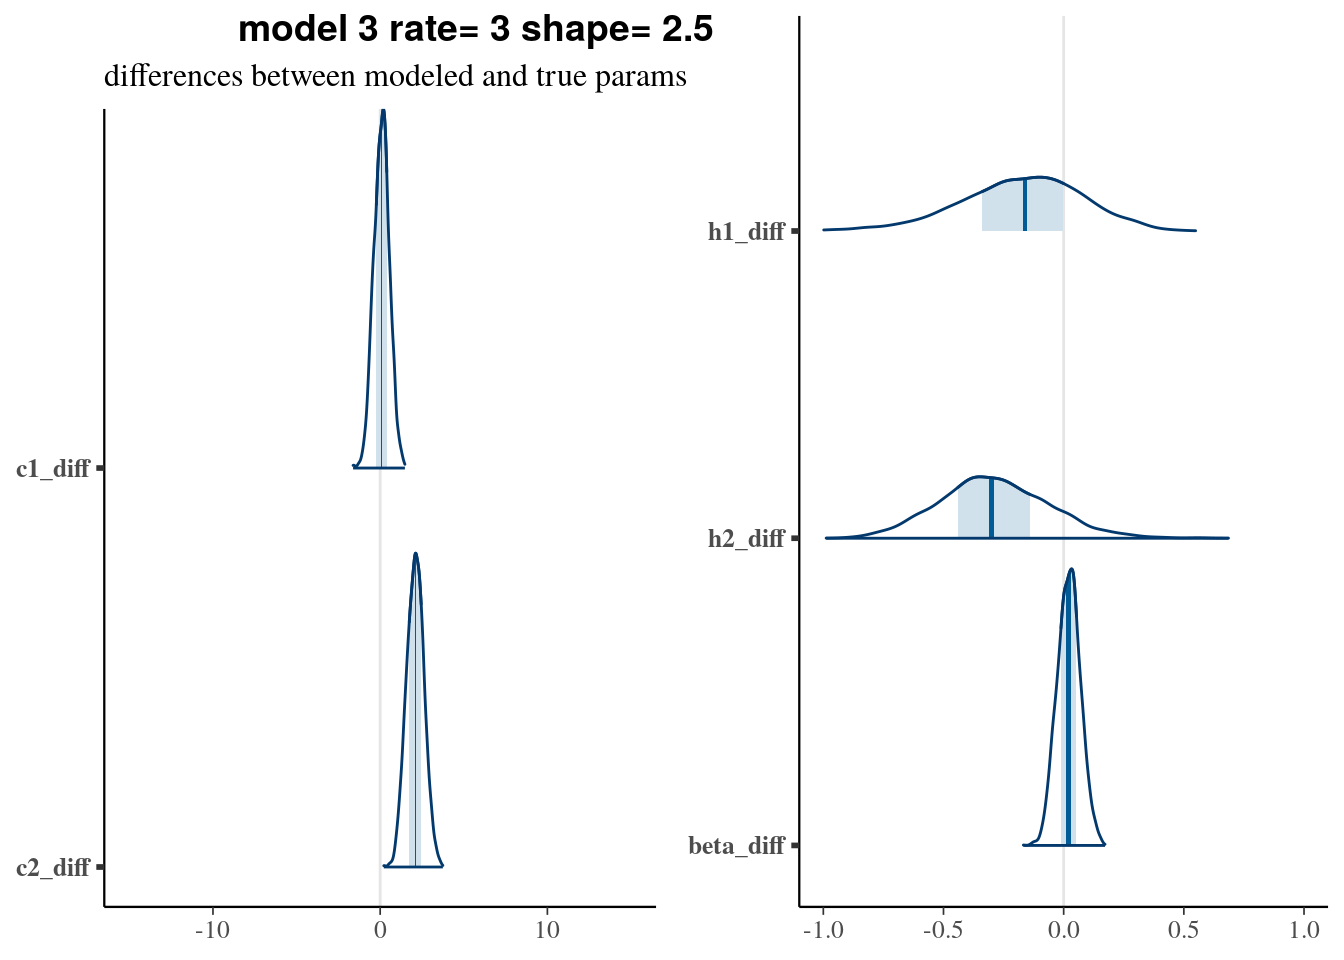 model 3 rate= 3 shape= 2.5
differences between modeled and true params
c1_diff
c2_diff
-10
0
10
h1_diff
h2_diff
beta_diff
-1.0
-0.5
0.0
0.5
1.0